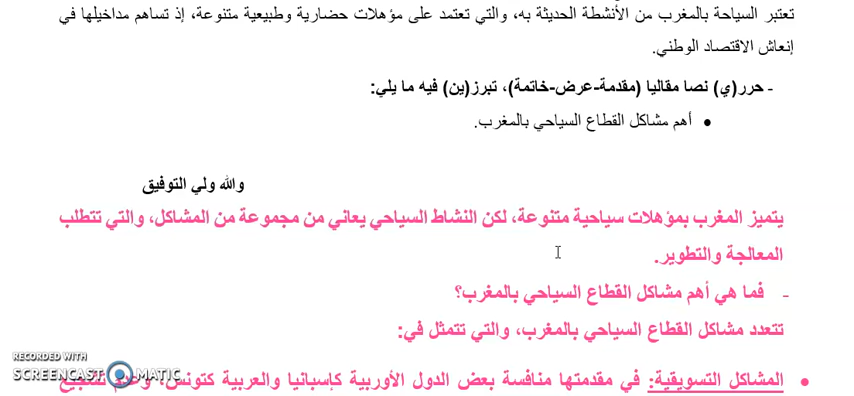 تعتبر السياحة بالمغرب من الأنشطة الحديثة به، والتي تعتمد على مؤهلات حضارية وطبيعية متنوعة، إذ تساهم مداخيلها في
إنعاش الاقتصاد الوطني.
- حرر(ي) نصا مقاليا (مقدمة-عرض-خاتمة)، تبرز(ين) فيه ما يلي:
• أهم مشاكل القطاع السياحي بالمغرب.
والله ولي التوفيق
يتميز المغرب بمؤهلات سياحية متنوعة، لكن النشاط السياحي يعاني من مجموعة من المشاكل، والتي تتطلب
المعالجة والتطوير.
- فما هي أهم مشاكل القطاع السياحي بالمغرب؟
تتعدد مشاكل القطاع السياحي بالمغرب، والتي تتمثل في:
• المشاكل التسويقية: في مقدمتها منافسة بعض الدول الأوربية كإسبانيا والعربية كتونس، وعدم
RECORDED WITH
SCREENCAST MATIC